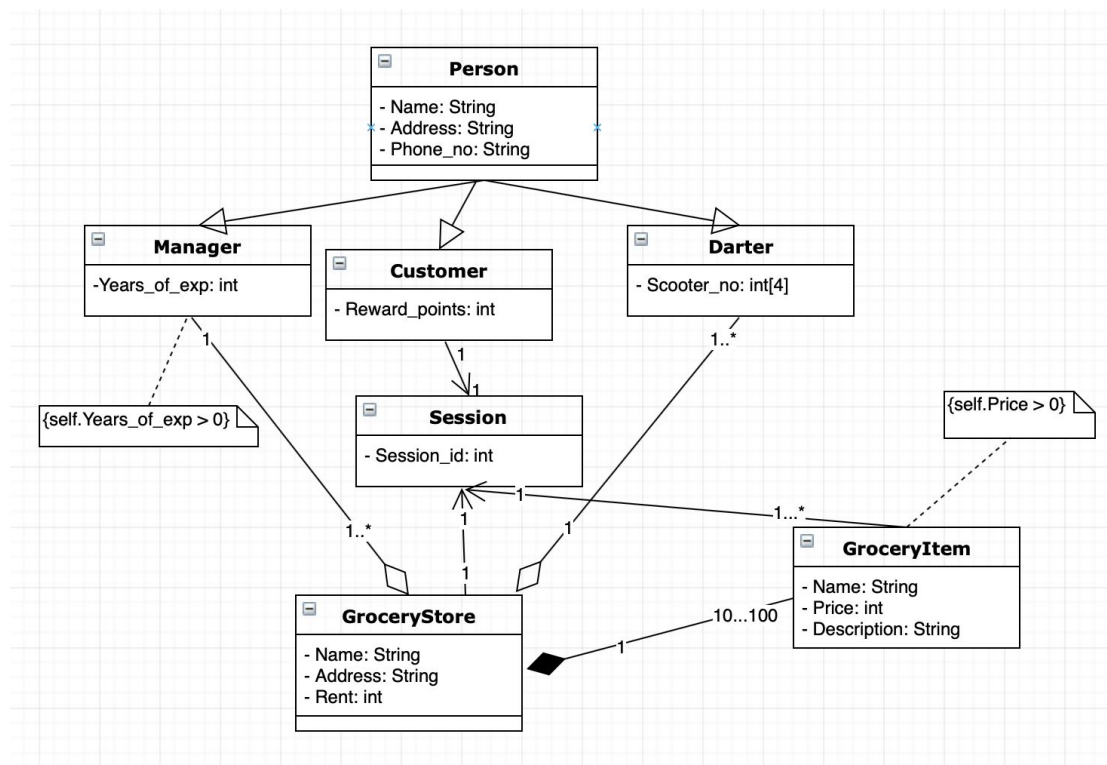 Person
- Name: String
- Address: String
- Phone_no: String
Manager
-Years_of_exp: int
Customer
- Reward_points: int
Darter
- Scooter_no: int[4]
1
1..*
1
1
{self.Years_of_exp > 0}
{self.Price > 0}
Session
- Session_id: int
1
1...*
1
1..*
1
1
GroceryItem
- Name: String
- Price: int
- Description: String
10...100
1
GroceryStore
- Name: String
- Address: String
- Rent: int